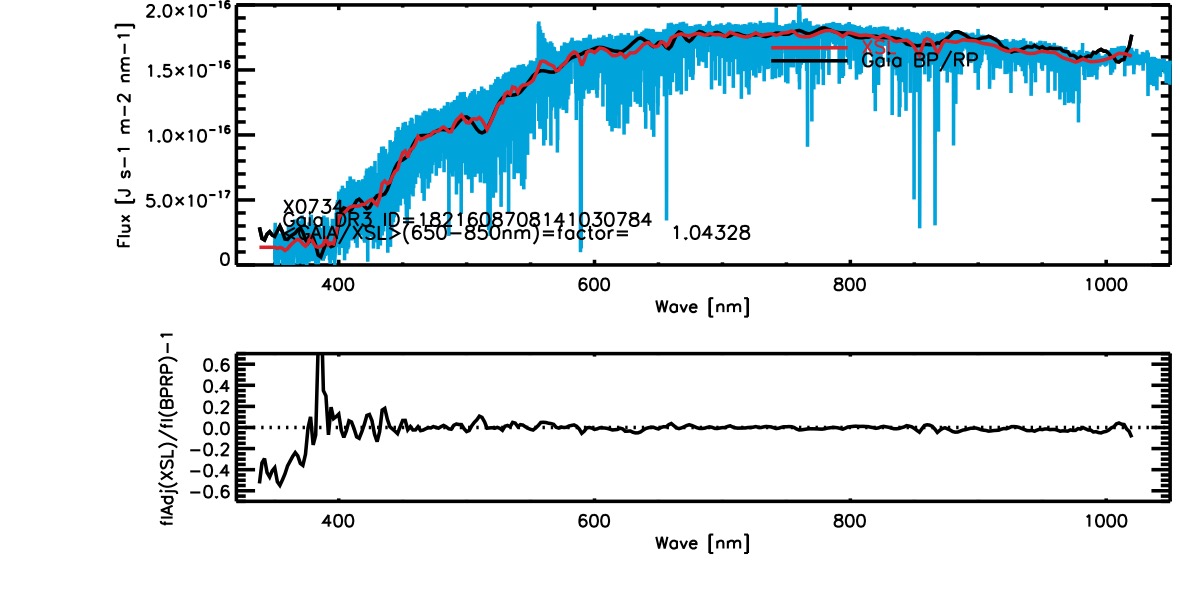 2.0×10−16
1.5×10−16
1.0×10−16
5.0×10−17
0
Flux [J s−1 m−2 nm−1]
XSL
Gaia BP/RP
X0734
Gaia DR3 ID=1821608708141030784
<GAIA/XSL>(650−850nm)=factor= 1.04328
400 600 800 1000
Wave [nm]
0.6
0.4
0.2
0.0
−0.2
−0.4
−0.6
flAdj(XSL)/fl(BPRP)−1
400 600 800 1000
Wave [nm]